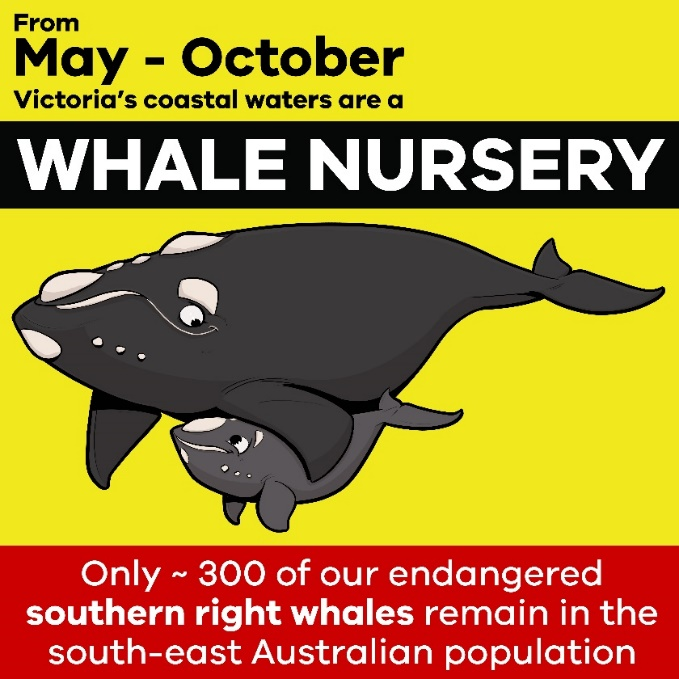 From
May - October
Victoria's coastal waters are a
WHALE NURSERY
Only ~ 300 of our endangered
southern right whales remain in the
south-east Australian population